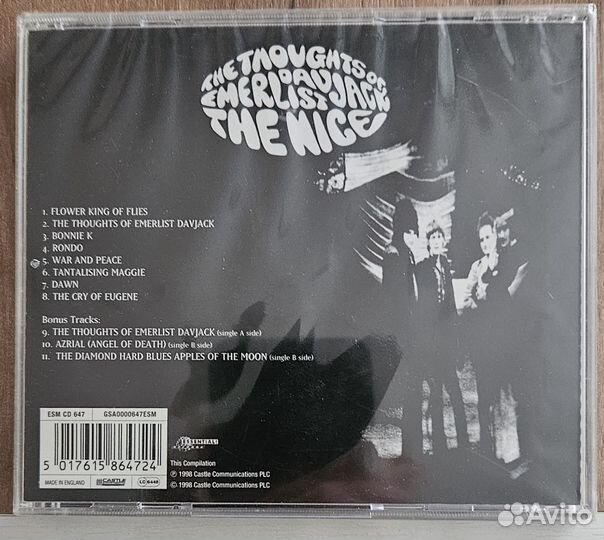 THE THOUGHTS OF
EMERLIST DAVJACK
THE NICE
1. FLOWER KING OF FLIES
2. THE THOUGHTS OF EMERLIST DAVJACK
3. BONNIE K
4. RONDO
5. WAR AND PEACE
6. TANTALISING MAGGIE
7. DAWN
8. THE CRY OF EUGENE
Bonus Tracks:
9. THE THOUGHTS OF EMERLIST DAVJACK (single A side)
10. AZRIAL (ANGEL OF DEATH) (single B side)
11. THE DIAMOND HARD BLUES APPLES OF THE MOON (single B side)
ESM CD 647 GSA0000647ESM
5 017615 864724
MADE IN ENGLAND CASTLE LC 6448
ESSENTIAL!
This Compilation
Ⓟ 1998 Castle Communications PLC
© 1998 Castle Communications PLC
Avito